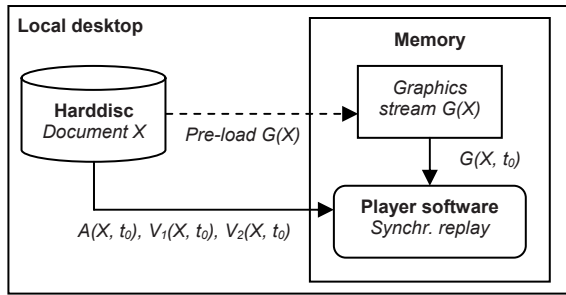 Local desktop
Memory
Harddisc
Document X
Pre-load G(X)
Graphics
stream G(X)
G(X, t₀)
Player software
Synchr. replay
A(X, t₀), V₁(X, t₀), V₂(X, t₀)